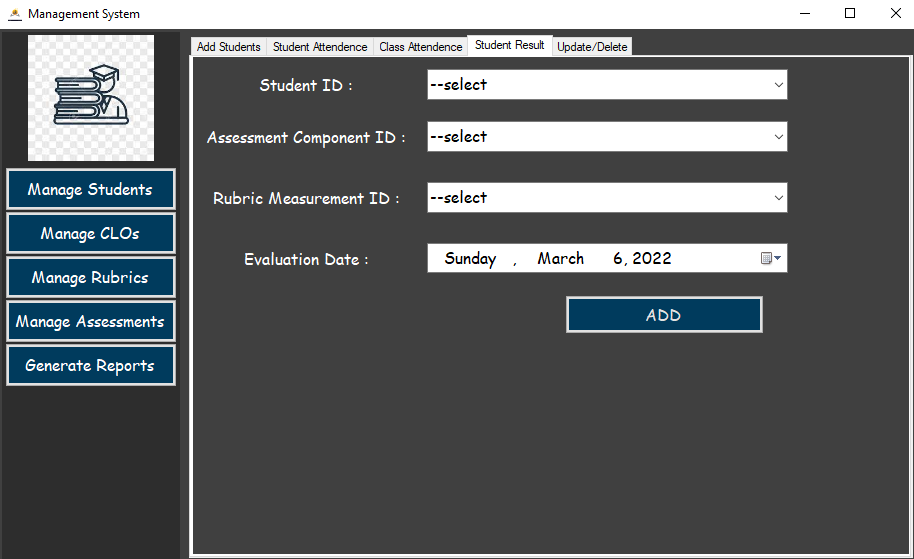 Management System
Add Students Student Attendence Class Attendence Student Result Update/Delete
Student ID : --select
Assessment Component ID : --select
Rubric Measurement ID : --select
Evaluation Date : Sunday , March 6, 2022
ADD
Manage Students
Manage CLOs
Manage Rubrics
Manage Assessments
Generate Reports